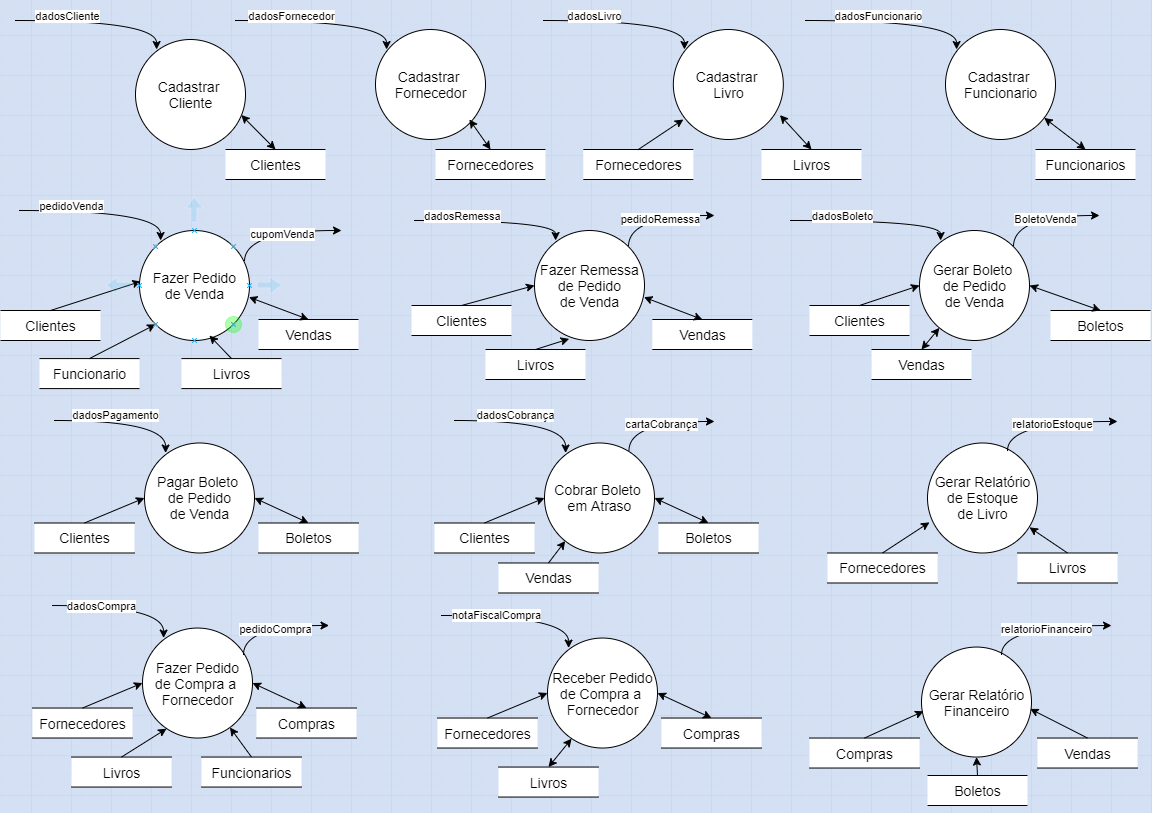 dadosCliente
dadosFornecedor
dadosLivro
dadosFuncionario
Cadastrar
Cliente
Cadastrar
Fornecedor
Cadastrar
Livro
Cadastrar
Funcionario
Clientes
Fornecedores
Fornecedores
Livros
Funcionarios
pedidoVenda
cupomVenda
dadosRemessa
pedidoRemessa
dadosBoleto
BoletoVenda
Fazer Pedido
de Venda
Fazer Remessa
de Pedido
de Venda
Gerar Boleto
de Pedido
de Venda
Clientes
Vendas
Funcionario
Livros
Clientes
Vendas
Livros
Clientes
Boletos
Vendas
dadosPagamento
dadosCobrança
cartaCobrança
relatorioEstoque
Pagar Boleto
de Pedido
de Venda
Cobrar Boleto
em Atraso
Gerar Relatório
de Estoque
de Livro
Clientes
Boletos
Clientes
Boletos
Vendas
Fornecedores
Livros
dadosCompra
pedidoCompra
notaFiscalCompra
relatorioFinanceiro
Fazer Pedido
de Compra a
Fornecedor
Receber Pedido
de Compra a
Fornecedor
Gerar Relatório
Financeiro
Fornecedores
Compras
Livros
Funcionarios
Fornecedores
Compras
Livros
Compras
Vendas
Boletos